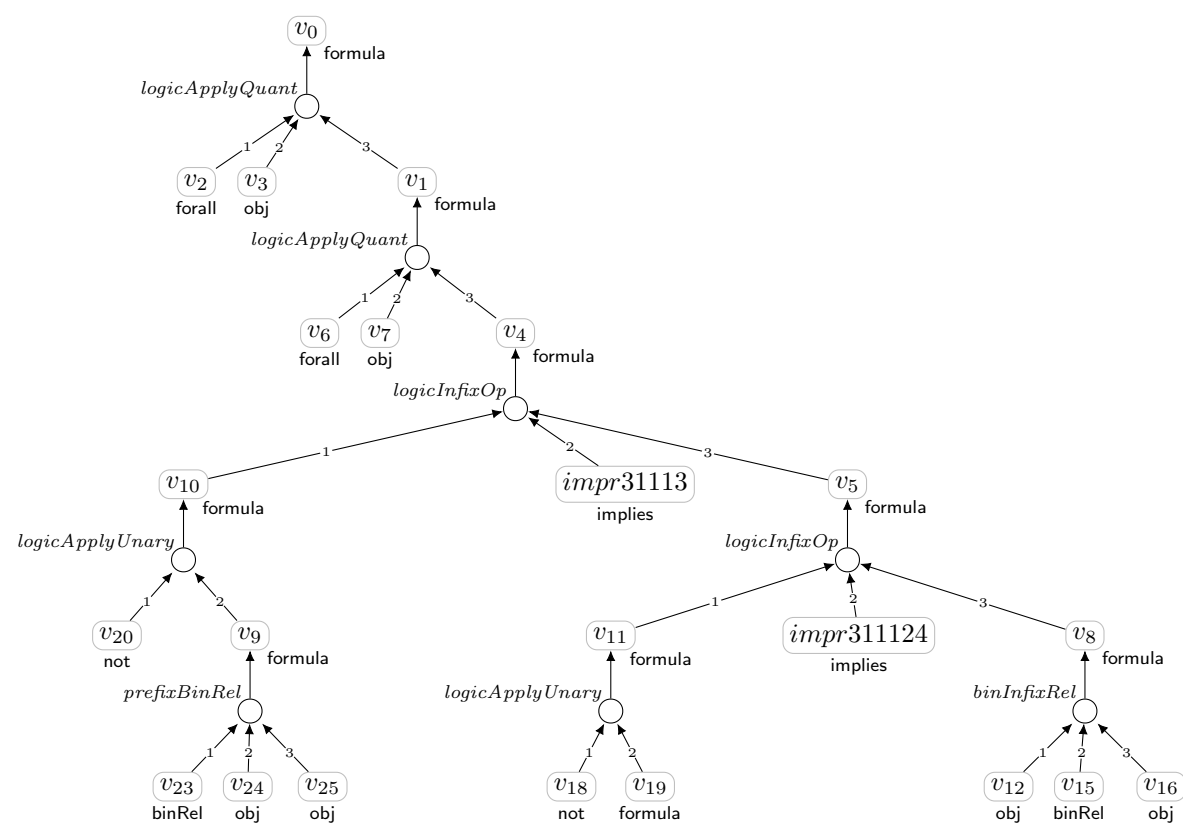 v0
formula
logicApplyQuant
1 2 3
v2 v3 v1
forall obj formula
logicApplyQuant
1 2 3
v6 v7 v4
forall obj formula
logicInfixOp
1 2 3
v10 impr31113 v5
formula implies formula
logicApplyUnary logicInfixOp
1 2 1 2 3
v20 v9 v11 impr311124 v8
not formula formula implies formula
prefixBinRel logicApplyUnary binInfixRel
1 2 3 1 2 1 2 3
v23 v24 v25 v18 v19 v12 v15 v16
binRel obj obj not formula obj binRel obj